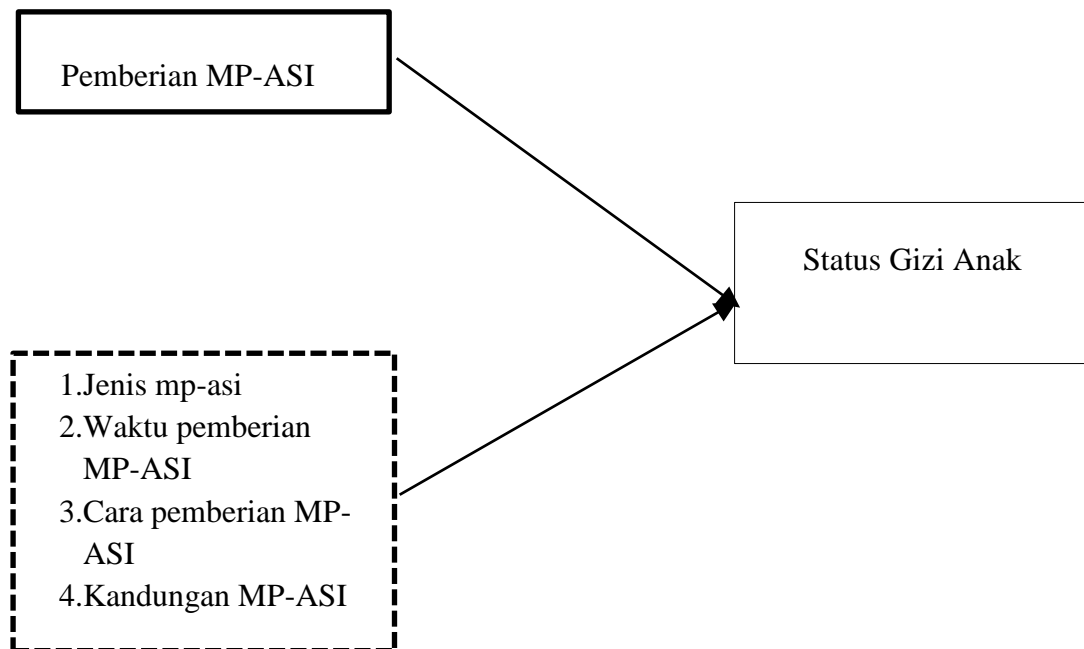 Pemberian MP-ASI
Status Gizi Anak
1.Jenis mp-asi
2.Waktu pemberian
MP-ASI
3.Cara pemberian MP-
ASI
4.Kandungan MP-ASI